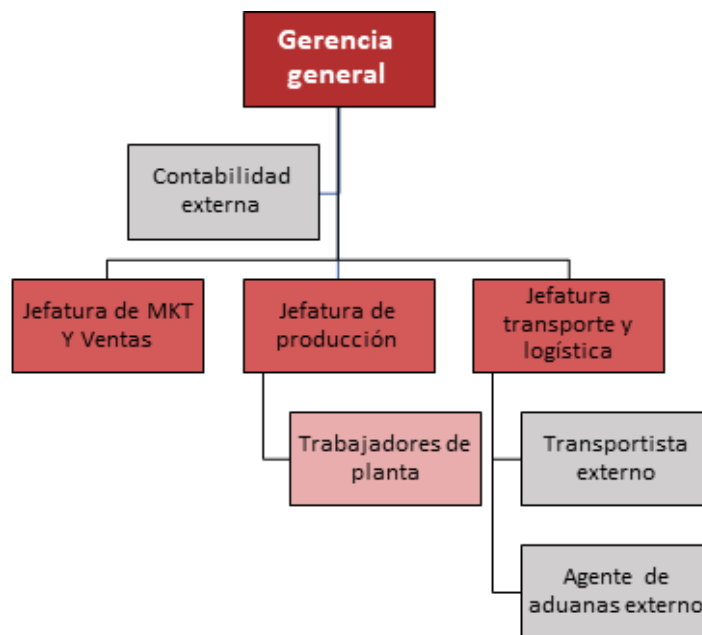 Gerencia
general
Contabilidad
externa
Jefatura de MKT
Y Ventas
Jefatura de
producción
Jefatura
transporte y
logística
Trabajadores de
planta
Transportista
externo
Agente de
aduanas externo